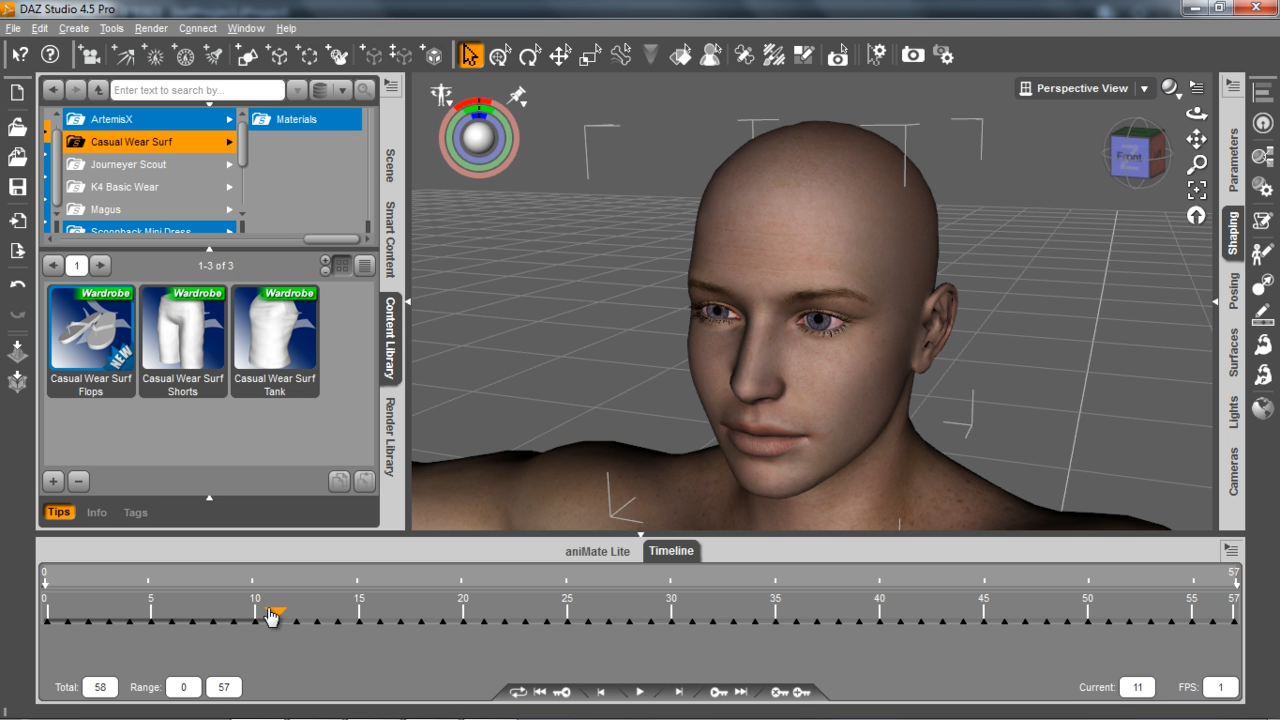 DAZ Studio 4.5 Pro
File Edit Create Tools Render Connect Window Help
Enter text to search by...
ArtemisX
Materials
Casual Wear Surf
Journeyer Scout
K4 Basic Wear
Magus
Scoopback Mini Dress
1
1-3 of 3
Wardrobe Wardrobe Wardrobe
NEW
Casual Wear Surf Flops
Casual Wear Surf Shorts
Casual Wear Surf Tank
Tips Info Tags
Scene
Smart Content
Content Library
Render Library
Perspective View
Front
Parameters
Shaping
Posing
Surfaces
Lights
Cameras
aniMate Lite Timeline
0 57
0 5 10 15 20 25 30 35 40 45 50 55 57
Total: 58 Range: 0 57 Current: 11 FPS: 1